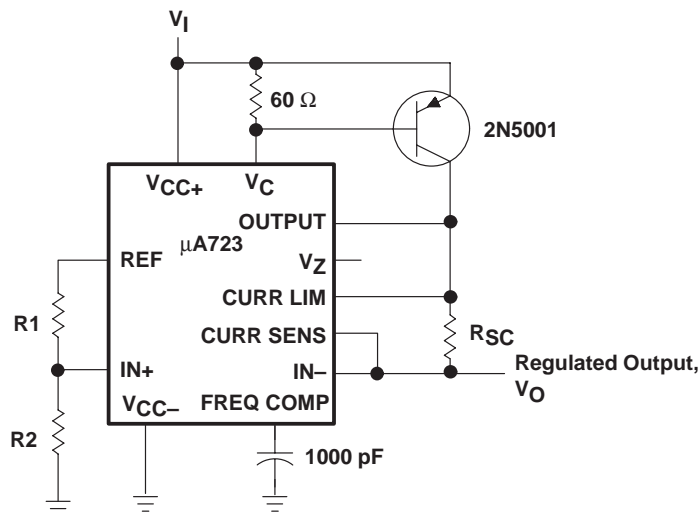 VI
60 Ω
2N5001
VCC+
VC
OUTPUT
μA723
REF
VZ
CURR LIM
R1
CURR SENS
RSC
Regulated Output,
VO
IN+
IN–
VCC–
FREQ COMP
R2
1000 pF